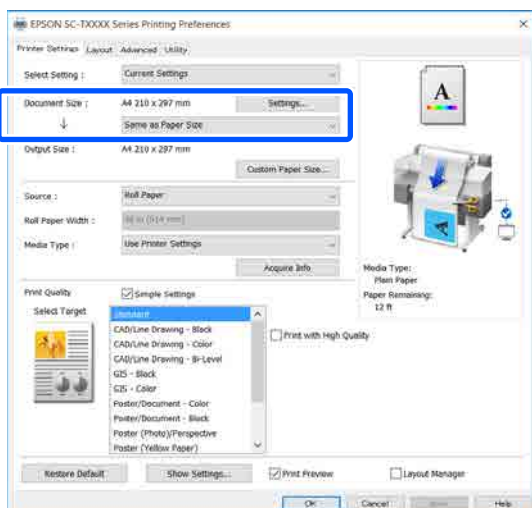 EPSON SC-TXXXX Series Printing Preferences
Printer Settings Layout Advanced Utility
Select Setting : Current Settings
Document Size : A4 210 x 297 mm Settings...
Same as Paper Size
Output Size : A4 210 x 297 mm
Custom Paper Size...
Source : Roll Paper
Roll Paper Width :
Media Type : Use Printer Settings
Acquire Info
A
Media Type:
Plain Paper
Paper Remaining:
12 ft
Print Quality Simple Settings
Select Target
Standard
CAD/Line Drawing - Black
CAD/Line Drawing - Color
CAD/Line Drawing - Bi-Level
GIS - Black
GIS - Color
Poster/Document - Color
Poster/Document - Black
Poster (Photo)/Perspective
Poster (Yellow Paper)
Print with High Quality
Restore Default Show Settings... Print Preview Layout Manager
OK Cancel Help